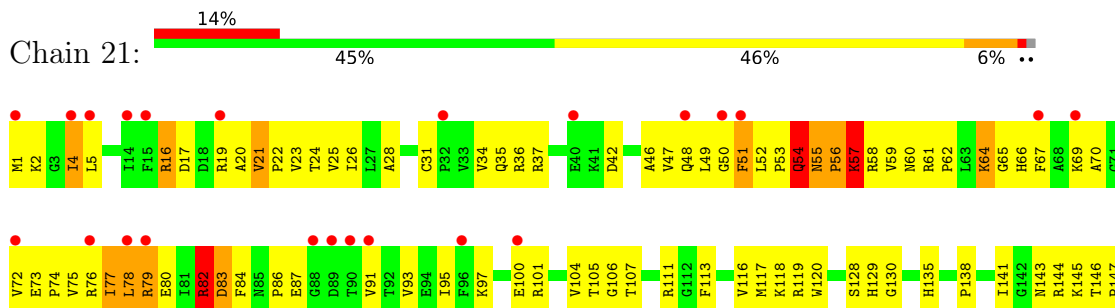 14%
Chain 21:
45% 46% 6% ••
M1 K2 G3 I4 L5 I14 F15 R16 D17 D18 R19 A20 V21 P22 V23 T24 V25 I26 L27 A28 C31 P32 V33 V34 Q35 R36 R37 E40 K41 D42 A46 V47 Q48 L49 G50 F51 L52 P53 Q54 N55 P56 K57 R58 V59 N60 R61 P62 L63 K64 G65 H66 F67 A68 K69 A70
V72 E73 P74 V75 R76 I77 L78 R79 E80 I81 R82 D83 F84 N85 P86 E87 G88 D89 T90 V91 T92 V93 E94 I95 F96 K97 E100 R101 V104 T105 G106 T107 R111 G112 F113 V116 M117 K118 R119 W120 S128 H129 G130 H135 P138 I141 G142 N143 R144 K145 T146